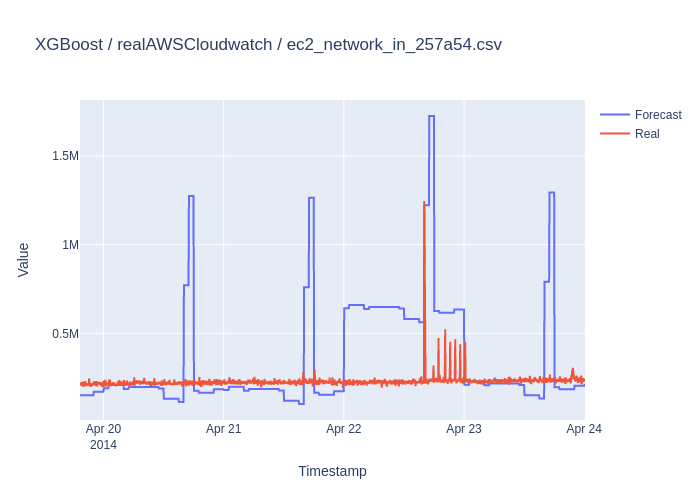 XGBoost / realAWSCloudwatch / ec2_network_in_257a54.csv
Forecast
Real
1.5M
1M
0.5M
Value
Apr 20
2014
Apr 21
Apr 22
Apr 23
Apr 24
Timestamp